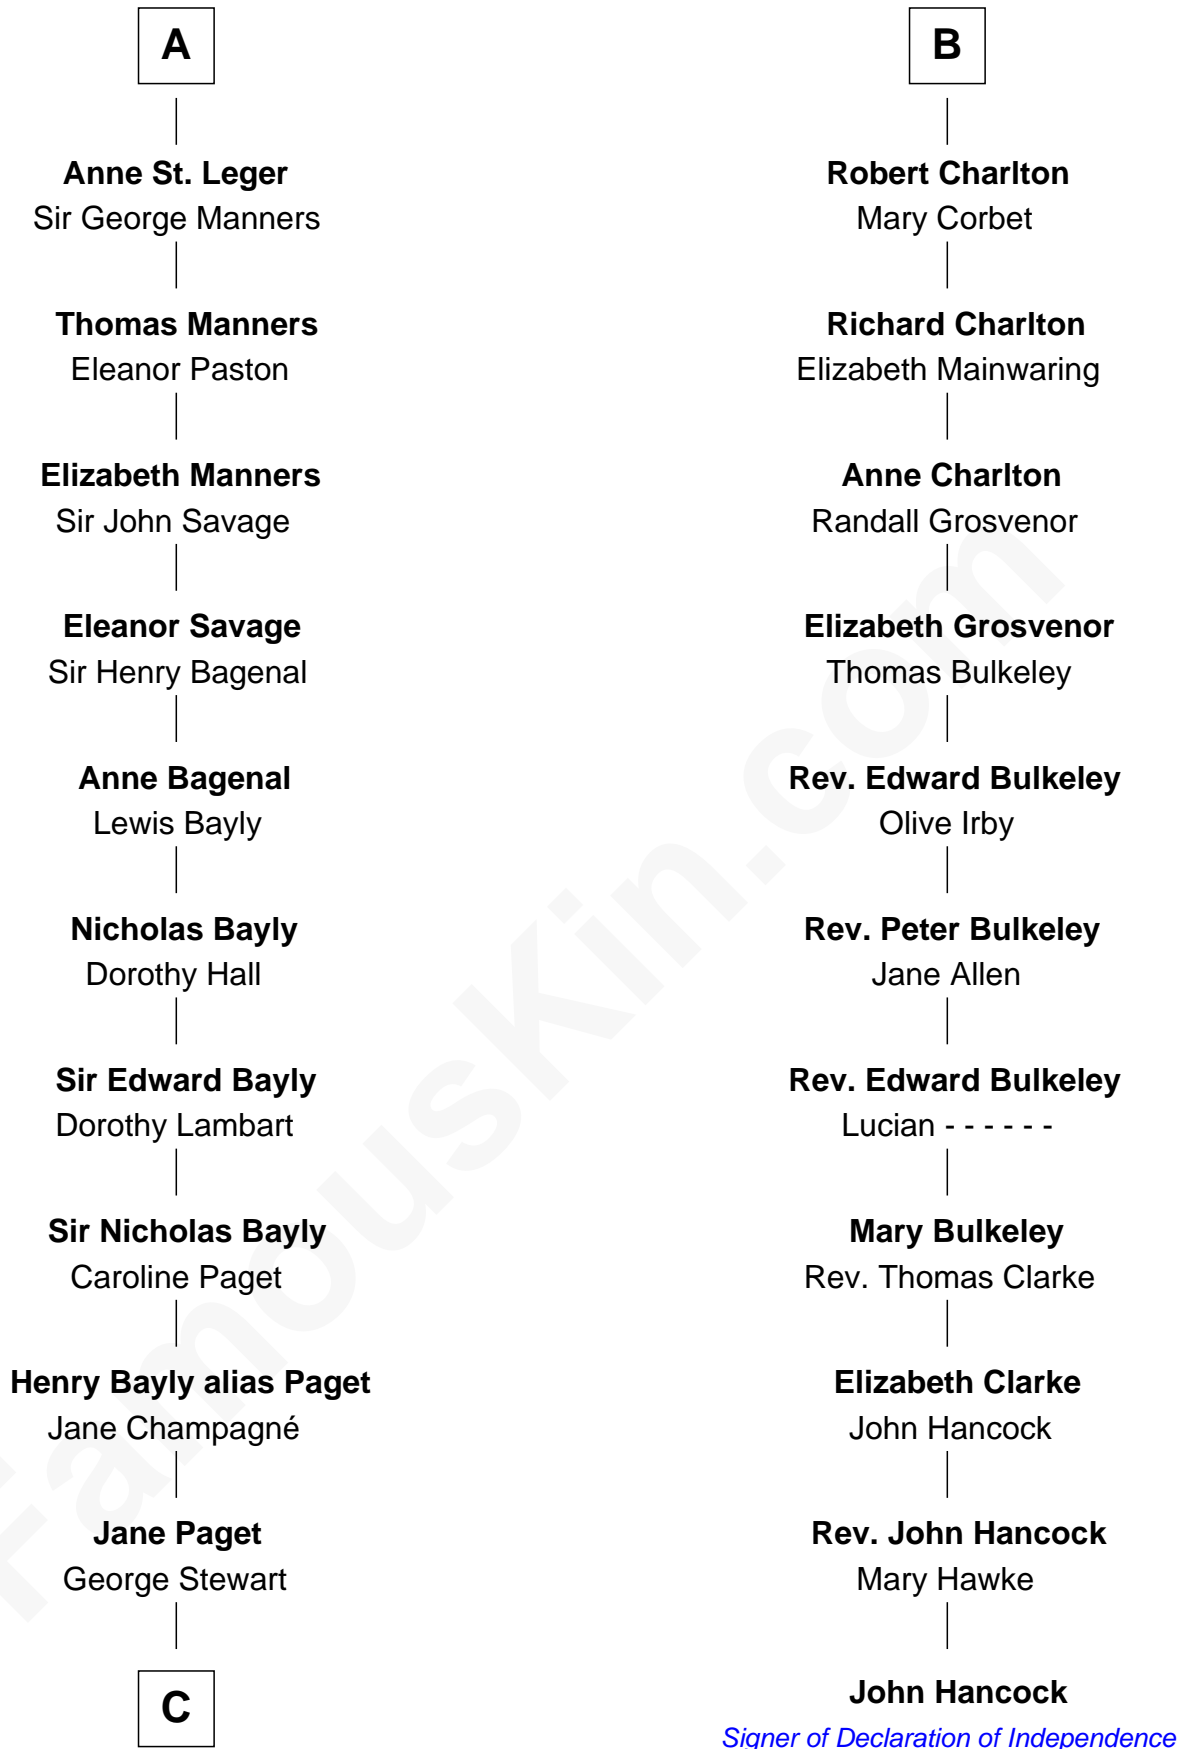 A
Anne St. Leger
Sir George Manners
Thomas Manners
Eleanor Paston
Elizabeth Manners
Sir John Savage
Eleanor Savage
Sir Henry Bagenal
Anne Bagenal
Lewis Bayly
Nicholas Bayly
Dorothy Hall
Sir Edward Bayly
Dorothy Lambart
Sir Nicholas Bayly
Caroline Paget
Henry Bayly alias Paget
Jane Champagné
Jane Paget
George Stewart
C
B
Robert Charlton
Mary Corbet
Richard Charlton
Elizabeth Mainwaring
Anne Charlton
Randall Grosvenor
Elizabeth Grosvenor
Thomas Bulkeley
Rev. Edward Bulkeley
Olive Irby
Rev. Peter Bulkeley
Jane Allen
Rev. Edward Bulkeley
Lucian - - - - - -
Mary Bulkeley
Rev. Thomas Clarke
Elizabeth Clarke
John Hancock
Rev. John Hancock
Mary Hawke
John Hancock
Signer of Declaration of Independence
FamousKin.com